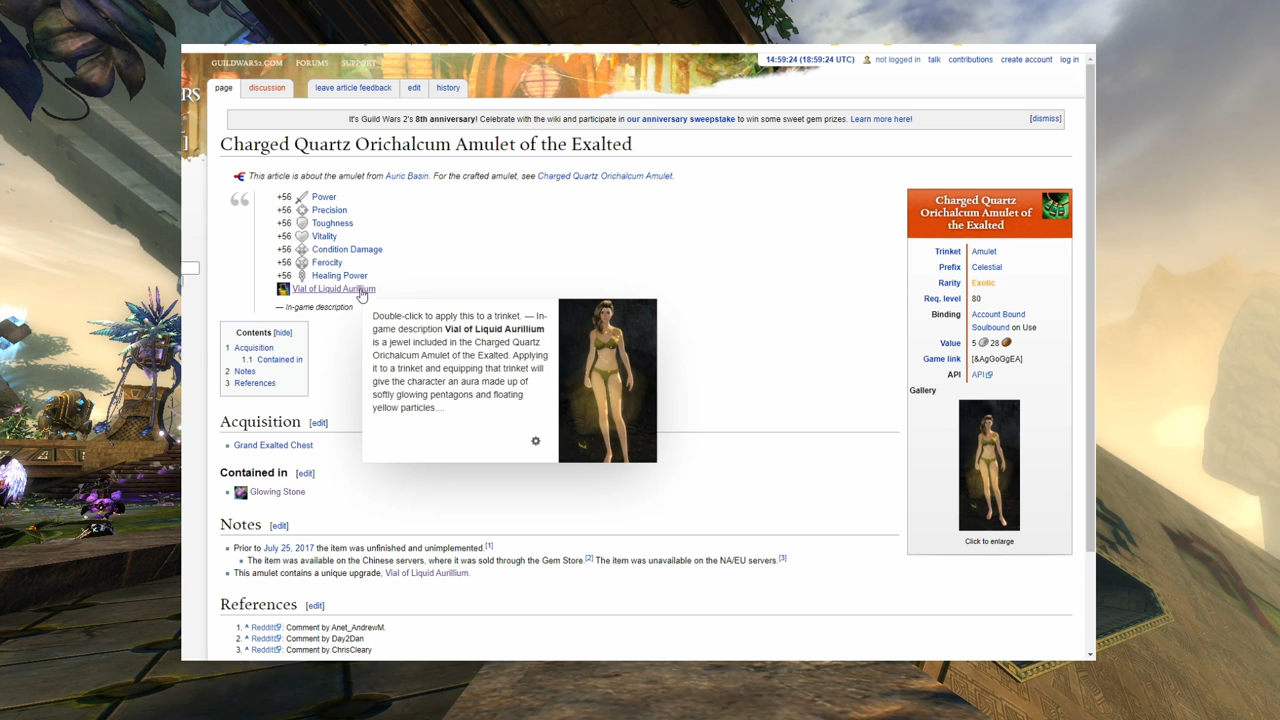 GUILDWARS2.COM FORUMS SUPPORT
14:59:24 (18:59:24 UTC) not logged in talk contributions create account log in
RS
page discussion leave article feedback edit history
It's Guild Wars 2's 8th anniversary! Celebrate with the wiki and participate in our anniversary sweepstake to win some sweet gem prizes. Learn more here! [dismiss]
Charged Quartz Orichalcum Amulet of the Exalted
This article is about the amulet from Auric Basin. For the crafted amulet, see Charged Quartz Orichalcum Amulet.
+56 Power
+56 Precision
+56 Toughness
+56 Vitality
+56 Condition Damage
+56 Ferocity
+56 Healing Power
Vial of Liquid Aurillium
— In-game description
Double-click to apply this to a trinket. — In-
game description Vial of Liquid Aurillium
is a jewel included in the Charged Quartz
Orichalcum Amulet of the Exalted. Applying
it to a trinket and equipping that trinket will
give the character an aura made up of
softly glowing pentagons and floating
yellow particles....
Contents [hide]
1 Acquisition
1.1 Contained in
2 Notes
3 References
Acquisition [edit]
Grand Exalted Chest
Contained in [edit]
Glowing Stone
Notes [edit]
Prior to July 25, 2017 the item was unfinished and unimplemented.[1]
The item was available on the Chinese servers, where it was sold through the Gem Store.[2] The item was unavailable on the NA/EU servers.[3]
This amulet contains a unique upgrade, Vial of Liquid Aurillium.
References [edit]
1. ^ Reddit: Comment by Anet_AndrewM.
2. ^ Reddit: Comment by Day2Dan
3. ^ Reddit: Comment by ChrisCleary
Charged Quartz
Orichalcum Amulet of
the Exalted
Trinket Amulet
Prefix Celestial
Rarity Exotic
Req. level 80
Binding Account Bound
Soulbound on Use
Value 5 28
Game link [&AgGoGgEA]
API API
Gallery
Click to enlarge